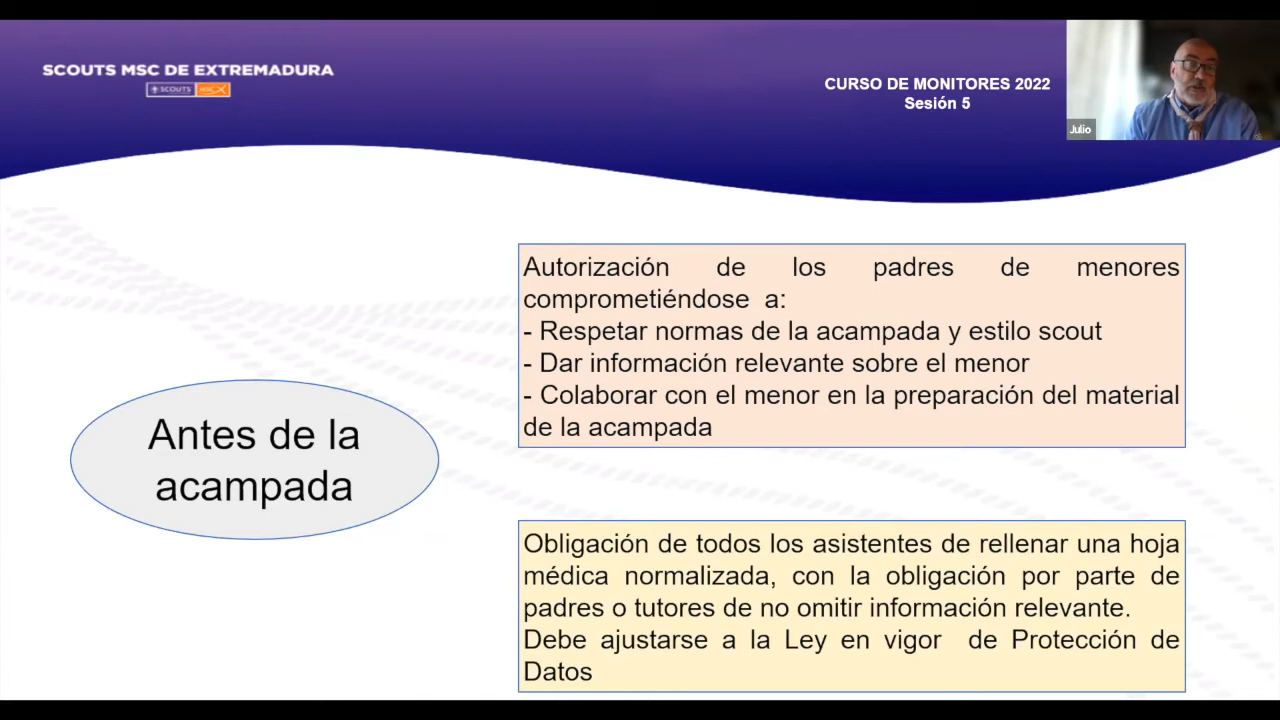 SCOUTS MSC DE EXTREMADURA
SCOUTS MSC
CURSO DE MONITORES 2022
Sesión 5
Julio
Autorización de los padres de menores
comprometiéndose a:
- Respetar normas de la acampada y estilo scout
- Dar información relevante sobre el menor
- Colaborar con el menor en la preparación del material
de la acampada
Antes de la
acampada
Obligación de todos los asistentes de rellenar una hoja
médica normalizada, con la obligación por parte de
padres o tutores de no omitir información relevante.
Debe ajustarse a la Ley en vigor de Protección de
Datos